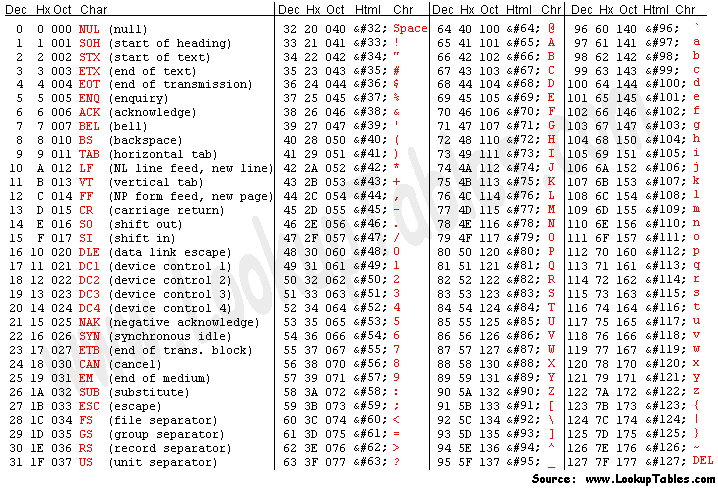 Dec Hx Oct Char Dec Hx Oct Html Chr Dec Hx Oct Html Chr Dec Hx Oct Html Chr
0 0 000 NUL (null) 32 20 040 &#32; Space 64 40 100 &#64; @ 96 60 140 &#96; `
1 1 001 SOH (start of heading) 33 21 041 &#33; ! 65 41 101 &#65; A 97 61 141 &#97; a
2 2 002 STX (start of text) 34 22 042 &#34; " 66 42 102 &#66; B 98 62 142 &#98; b
3 3 003 ETX (end of text) 35 23 043 &#35; # 67 43 103 &#67; C 99 63 143 &#99; c
4 4 004 EOT (end of transmission) 36 24 044 &#36; $ 68 44 104 &#68; D 100 64 144 &#100; d
5 5 005 ENQ (enquiry) 37 25 045 &#37; % 69 45 105 &#69; E 101 65 145 &#101; e
6 6 006 ACK (acknowledge) 38 26 046 &#38; & 70 46 106 &#70; F 102 66 146 &#102; f
7 7 007 BEL (bell) 39 27 047 &#39; ' 71 47 107 &#71; G 103 67 147 &#103; g
8 8 010 BS (backspace) 40 28 050 &#40; ( 72 48 110 &#72; H 104 68 150 &#104; h
9 9 011 TAB (horizontal tab) 41 29 051 &#41; ) 73 49 111 &#73; I 105 69 151 &#105; i
10 A 012 LF (NL line feed, new line) 42 2A 052 &#42; * 74 4A 112 &#74; J 106 6A 152 &#106; j
11 B 013 VT (vertical tab) 43 2B 053 &#43; + 75 4B 113 &#75; K 107 6B 153 &#107; k
12 C 014 FF (NP form feed, new page) 44 2C 054 &#44; , 76 4C 114 &#76; L 108 6C 154 &#108; l
13 D 015 CR (carriage return) 45 2D 055 &#45; - 77 4D 115 &#77; M 109 6D 155 &#109; m
14 E 016 SO (shift out) 46 2E 056 &#46; . 78 4E 116 &#78; N 110 6E 156 &#110; n
15 F 017 SI (shift in) 47 2F 057 &#47; / 79 4F 117 &#79; O 111 6F 157 &#111; o
16 10 020 DLE (data link escape) 48 30 060 &#48; 0 80 50 120 &#80; P 112 70 160 &#112; p
17 11 021 DC1 (device control 1) 49 31 061 &#49; 1 81 51 121 &#81; Q 113 71 161 &#113; q
18 12 022 DC2 (device control 2) 50 32 062 &#50; 2 82 52 122 &#82; R 114 72 162 &#114; r
19 13 023 DC3 (device control 3) 51 33 063 &#51; 3 83 53 123 &#83; S 115 73 163 &#115; s
20 14 024 DC4 (device control 4) 52 34 064 &#52; 4 84 54 124 &#84; T 116 74 164 &#116; t
21 15 025 NAK (negative acknowledge) 53 35 065 &#53; 5 85 55 125 &#85; U 117 75 165 &#117; u
22 16 026 SYN (synchronous idle) 54 36 066 &#54; 6 86 56 126 &#86; V 118 76 166 &#118; v
23 17 027 ETB (end of trans. block) 55 37 067 &#55; 7 87 57 127 &#87; W 119 77 167 &#119; w
24 18 030 CAN (cancel) 56 38 070 &#56; 8 88 58 130 &#88; X 120 78 170 &#120; x
25 19 031 EM (end of medium) 57 39 071 &#57; 9 89 59 131 &#89; Y 121 79 171 &#121; y
26 1A 032 SUB (substitute) 58 3A 072 &#58; : 90 5A 132 &#90; Z 122 7A 172 &#122; z
27 1B 033 ESC (escape) 59 3B 073 &#59; ; 91 5B 133 &#91; [ 123 7B 173 &#123; {
28 1C 034 FS (file separator) 60 3C 074 &#60; < 92 5C 134 &#92; \ 124 7C 174 &#124; |
29 1D 035 GS (group separator) 61 3D 075 &#61; = 93 5D 135 &#93; ] 125 7D 175 &#125; }
30 1E 036 RS (record separator) 62 3E 076 &#62; > 94 5E 136 &#94; ^ 126 7E 176 &#126; ~
31 1F 037 US (unit separator) 63 3F 077 &#63; ? 95 5F 137 &#95; _ 127 7F 177 &#127; DEL
Source: www.LookupTables.com
www.LookupTables.com